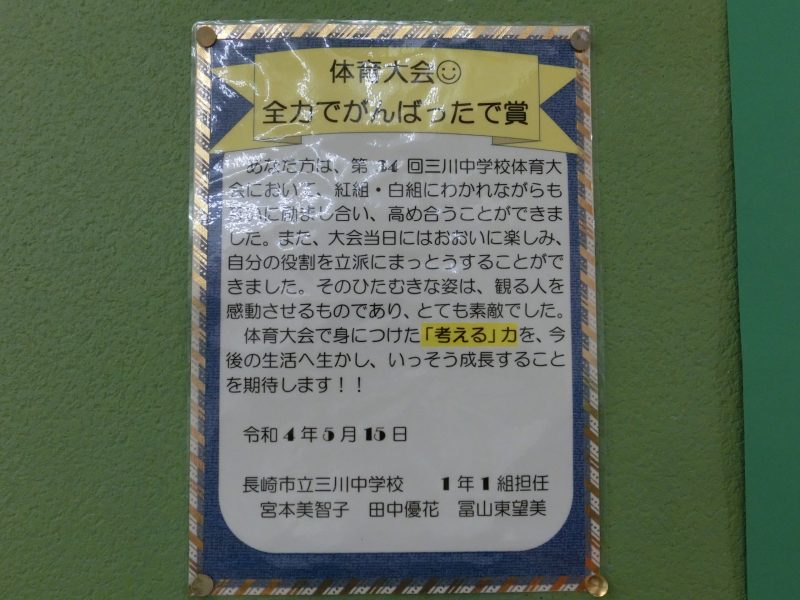 体育大会☺
全力でがんばったで賞
あなた方は、第34回三川中学校体育大
会において、紅組・白組にわかれながらも
互いに励まし合い、高め合うことができま
した。また、大会当日にはおおいに楽しみ、
自分の役割を立派にまっとうすることがで
きました。そのひたむきな姿は、観る人を
感動させるものであり、とても素敵でした。
体育大会で身につけた「考える」力を、今
後の生活へ生かし、いっそう成長すること
を期待します！！
令和4年5月15日
長崎市立三川中学校 1年1組担任
宮本美智子 田中優花 冨山東望美